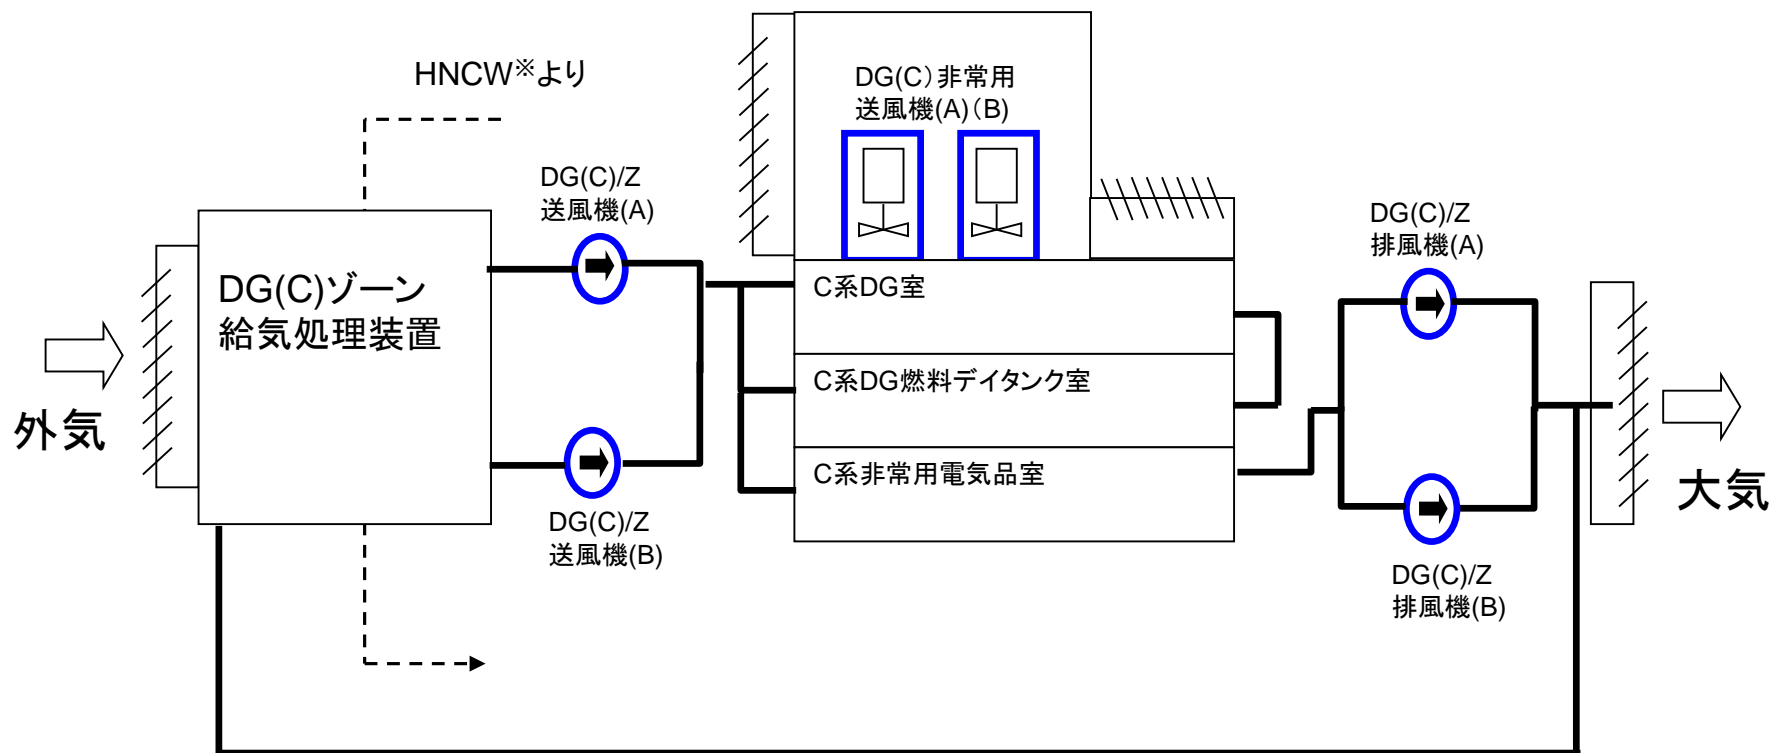 HNCW※より
DG(C)非常用
送風機(A)(B)
DG(C)/Z
送風機(A)
DG(C)/Z
排風機(A)
DG(C)ゾーン
給気処理装置
C系DG室
C系DG燃料デイタンク室
外気
C系非常用電気品室
大気
DG(C)/Z
送風機(B)
DG(C)/Z
排風機(B)